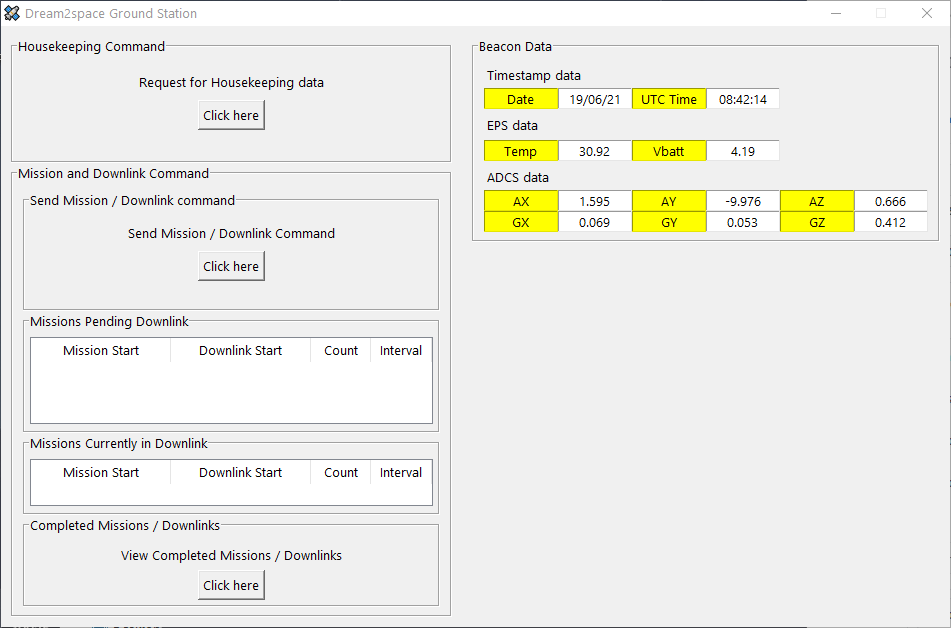 Dream2space Ground Station
Housekeeping Command
Request for Housekeeping data
Click here
Mission and Downlink Command
Send Mission / Downlink command
Send Mission / Downlink Command
Click here
Missions Pending Downlink
Mission Start Downlink Start Count Interval
Missions Currently in Downlink
Mission Start Downlink Start Count Interval
Completed Missions / Downlinks
View Completed Missions / Downlinks
Click here
Beacon Data
Timestamp data
Date 19/06/21 UTC Time 08:42:14
EPS data
Temp 30.92 Vbatt 4.19
ADCS data
AX 1.595 AY -9.976 AZ 0.666
GX 0.069 GY 0.053 GZ 0.412